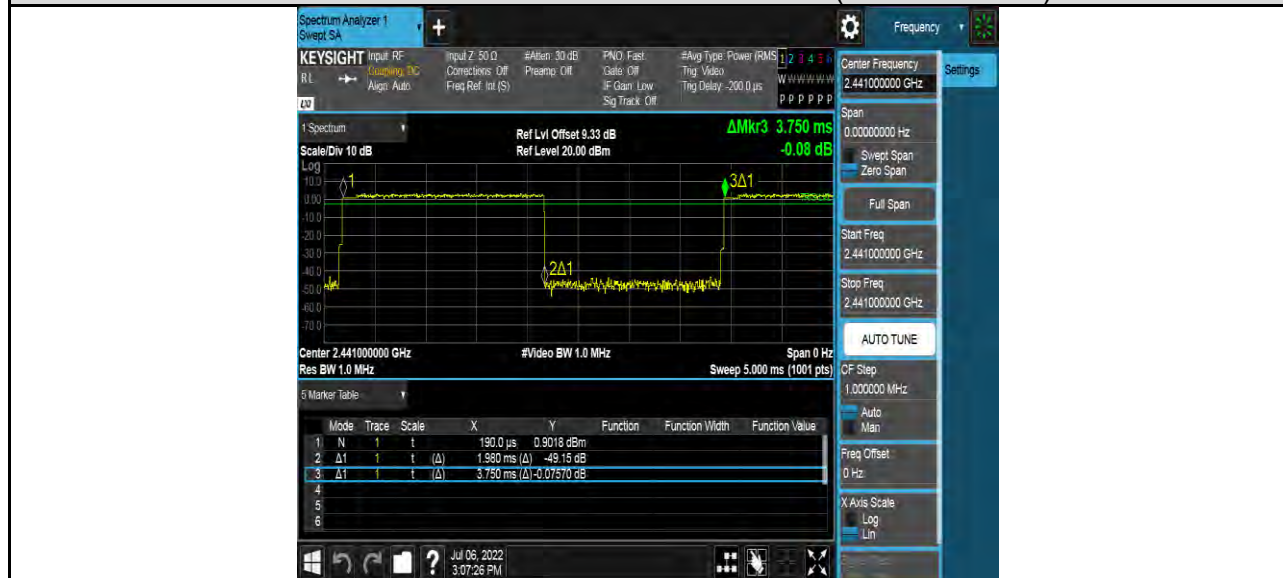 Spectrum Analyzer 1
Swept SA
+
Frequency
KEYSIGHT Input: RF Input Z: 50 Ω #Atten: 30 dB PNO: Fast #Avg Type: Power (RMS 1 2 3 4 5 6
RL Coupling: DC Corrections: Off Preamp: Off Gate: Off Trig: Video W W W W W W
Align: Auto Freq Ref: Int (S) IF Gain: Low Trig Delay: -200.0 µs
Sig Track: Off P P P P P P
Center Frequency
2.441000000 GHz
Settings
1 Spectrum
Scale/Div 10 dB
Ref Lvl Offset 9.33 dB
Ref Level 20.00 dBm
ΔMkr3 3.750 ms
-0.08 dB
Log
10.0
0.00
-10.0
-20.0
-30.0
-40.0
-50.0
-60.0
-70.0
1
2Δ1
3Δ1
Center 2.441000000 GHz #Video BW 1.0 MHz Span 0 Hz
Res BW 1.0 MHz Sweep 5.000 ms (1001 pts)
Span
0.00000000 Hz
Swept Span
Zero Span
Full Span
Start Freq
2.441000000 GHz
Stop Freq
2.441000000 GHz
AUTO TUNE
CF Step
1.000000 MHz
Auto
Man
Freq Offset
0 Hz
X Axis Scale
Log
Lin
5 Marker Table
Mode Trace Scale X Y Function Function Width Function Value
1 N 1 t 190.0 µs 0.9018 dBm
2 Δ1 1 t (Δ) 1.980 ms (Δ) -49.15 dB
3 Δ1 1 t (Δ) 3.750 ms (Δ) -0.07570 dB
4
5
6
?
Jul 06, 2022
3:07:26 PM